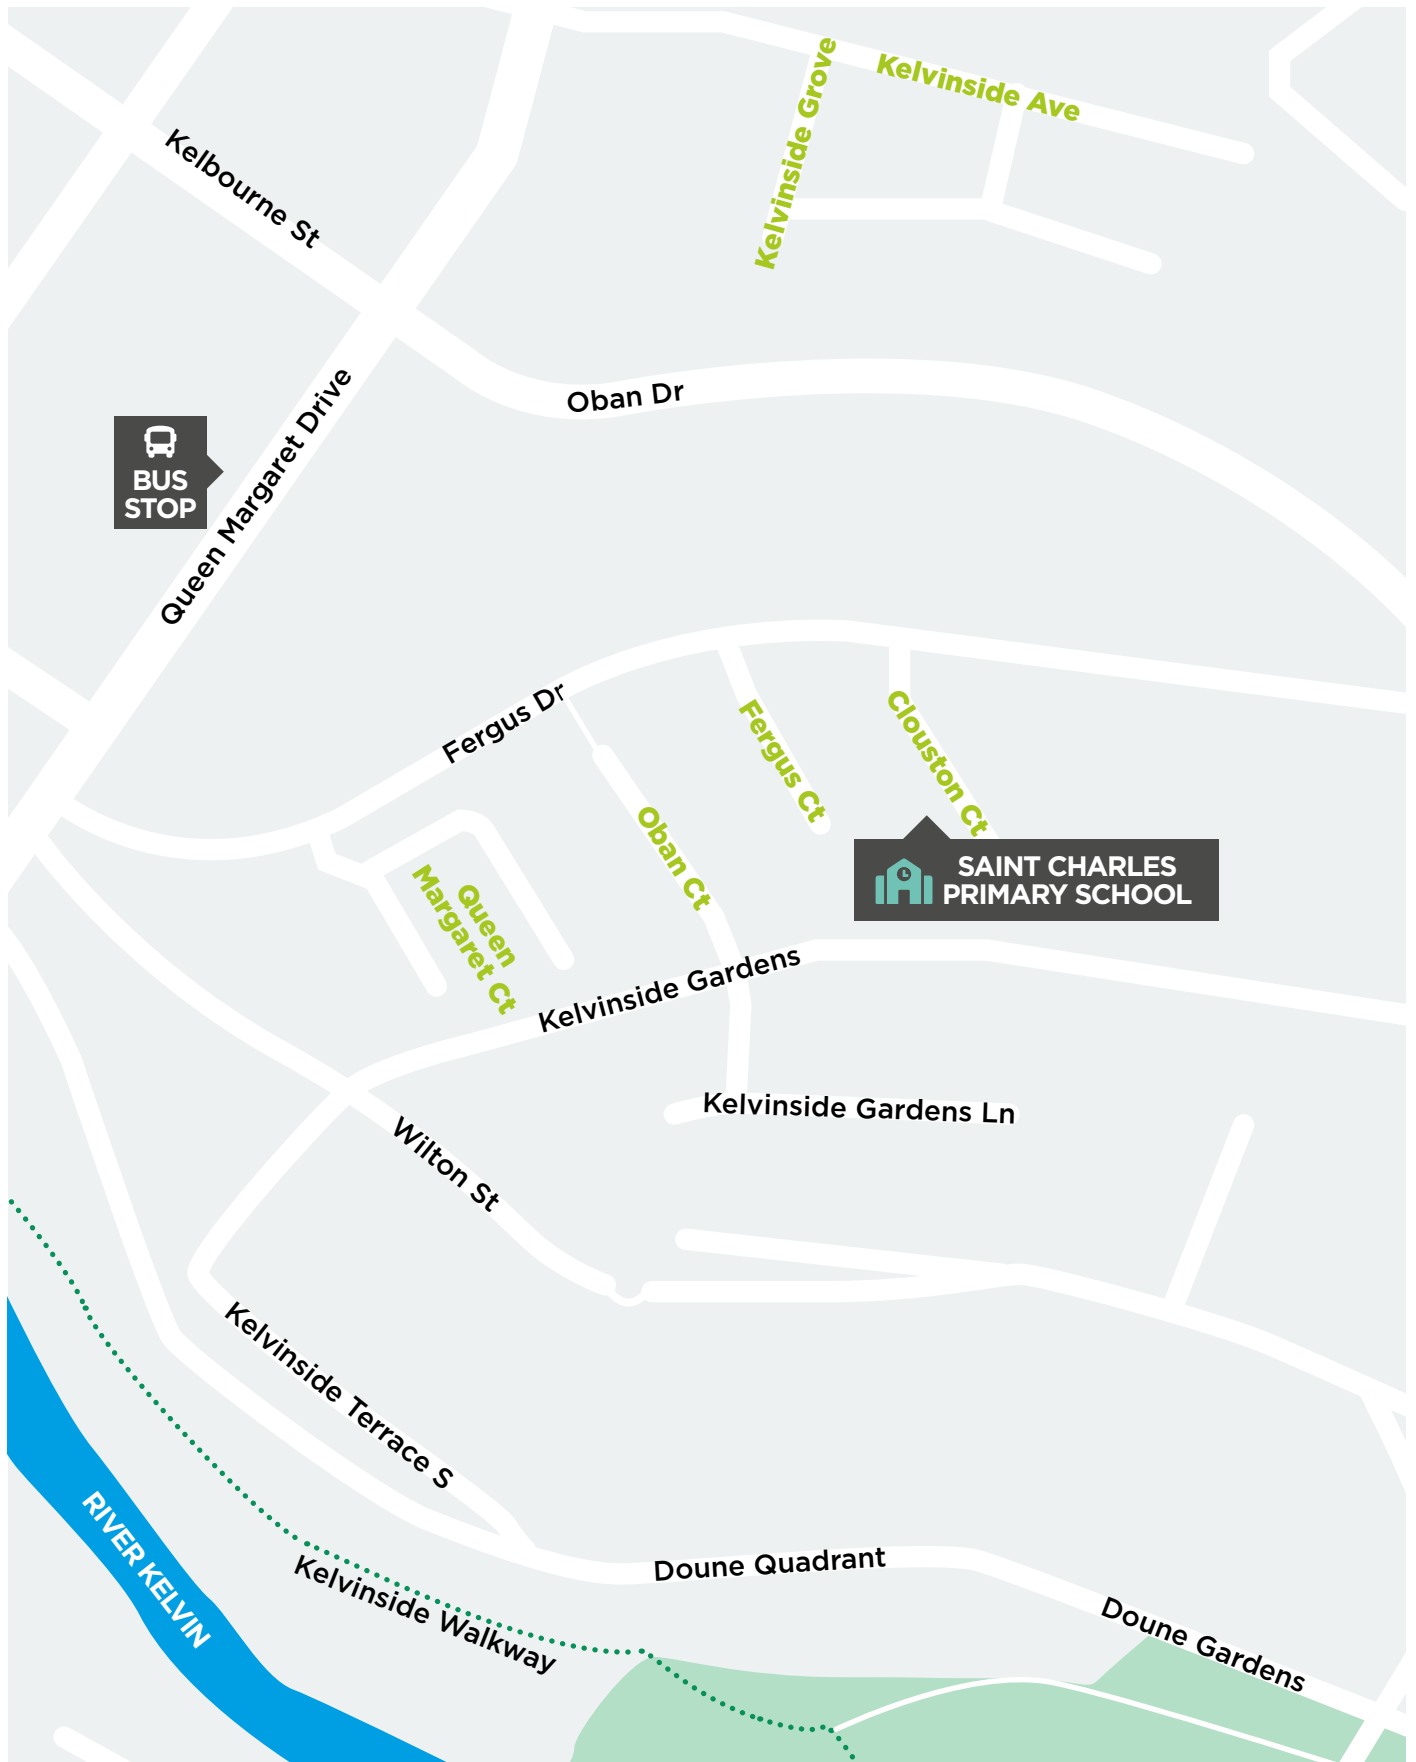 Kelvinside Grove
Kelvinside Ave
Kelbourne St
Oban Dr
Queen Margaret Drive
BUS
STOP
Fergus Dr
Fergus Ct
Clouston Ct
Oban Ct
Queen
Margaret Ct
SAINT CHARLES
PRIMARY SCHOOL
Kelvinside Gardens
Kelvinside Gardens Ln
Wilton St
Kelvinside Terrace S
RIVER KELVIN
Kelvinside Walkway
Doune Quadrant
Doune Gardens